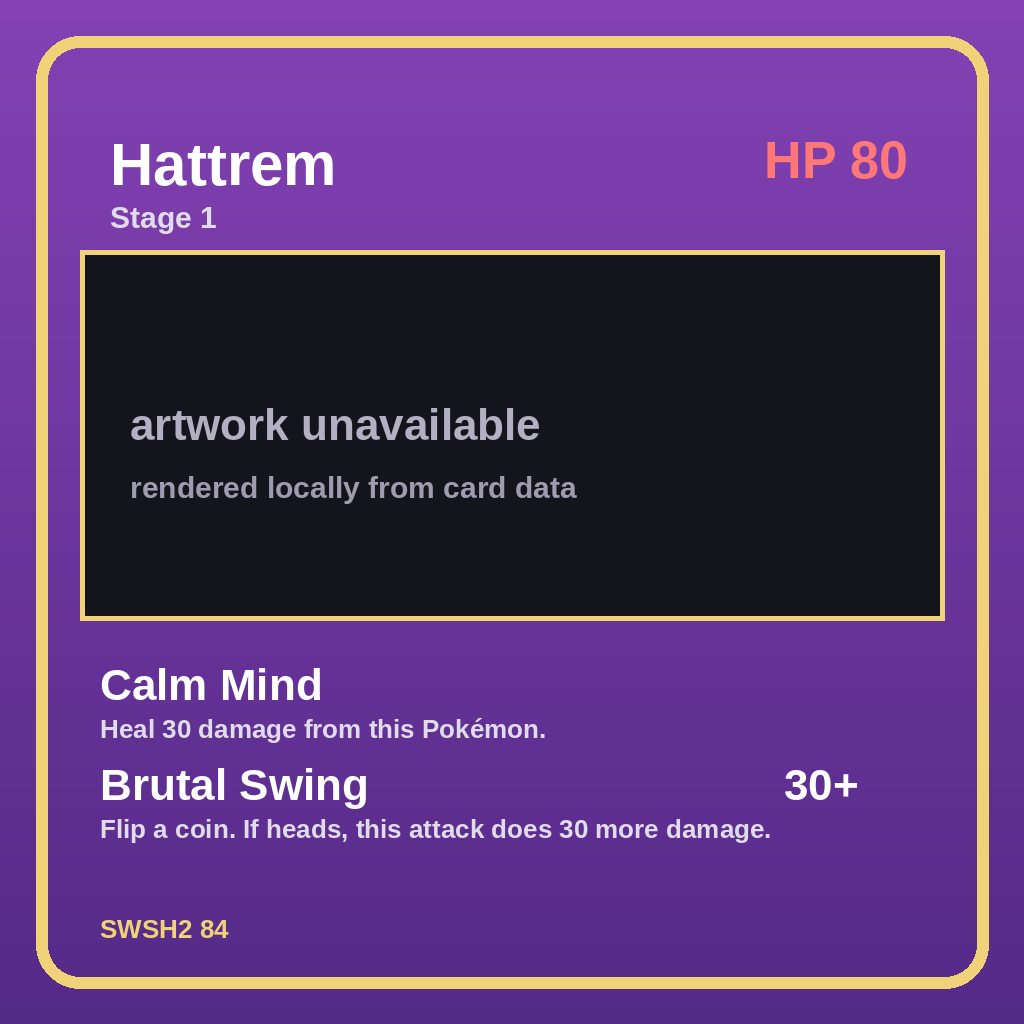 Hattrem
HP 80
Stage 1
artwork unavailable
rendered locally from card data
Calm Mind
Heal 30 damage from this Pokémon.
Brutal Swing
30+
Flip a coin. If heads, this attack does 30 more damage.
SWSH2 84